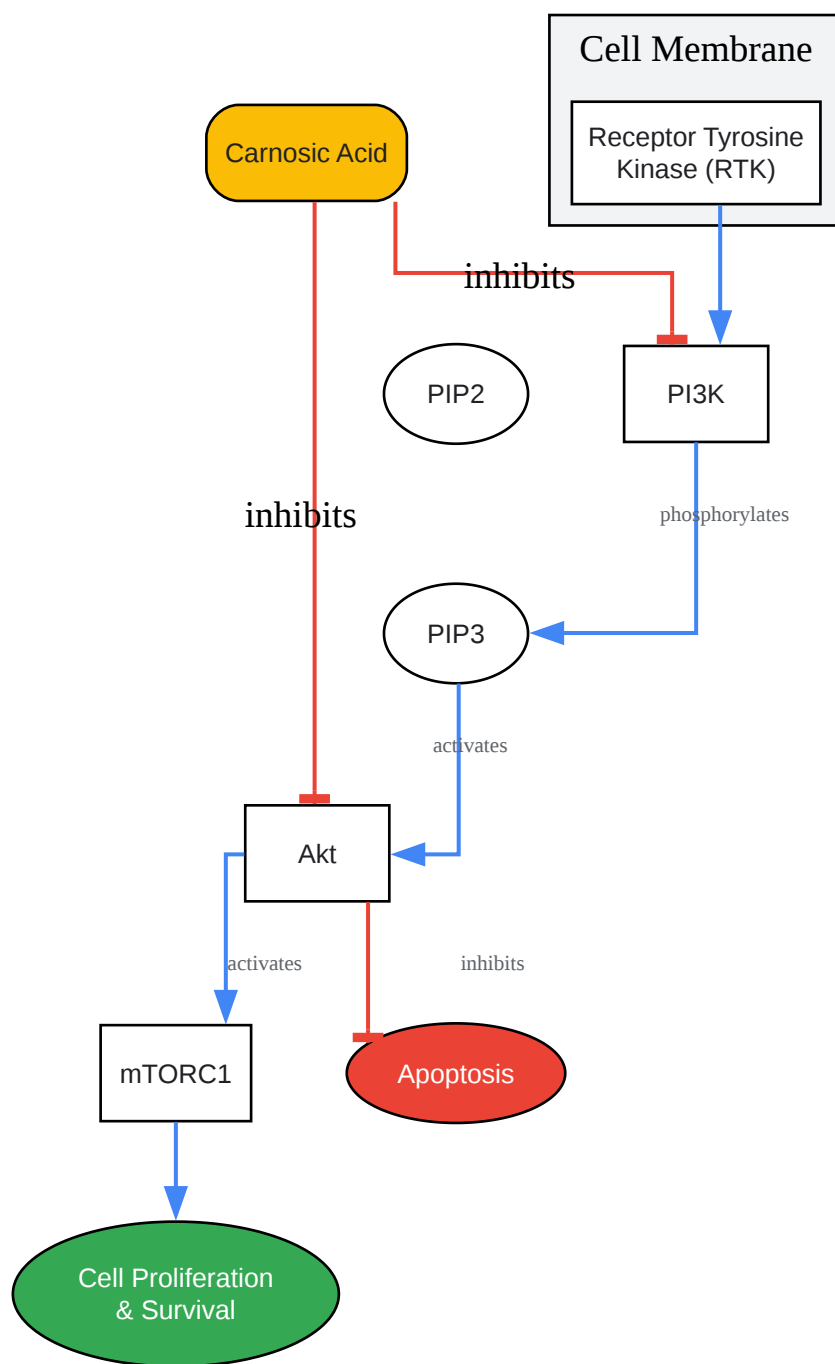 Cell Membrane
Receptor Tyrosine
Kinase (RTK)
Carnosic Acid
inhibits
PIP2
PI3K
inhibits
phosphorylates
PIP3
activates
Akt
activates
inhibits
mTORC1
Apoptosis
Cell Proliferation
& Survival